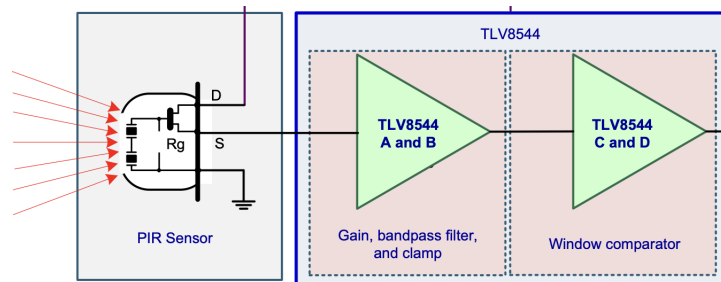 TLV8544
D
Rg
S
TLV8544
A and B
TLV8544
C and D
PIR Sensor
Gain, bandpass filter,
and clamp
Window comparator